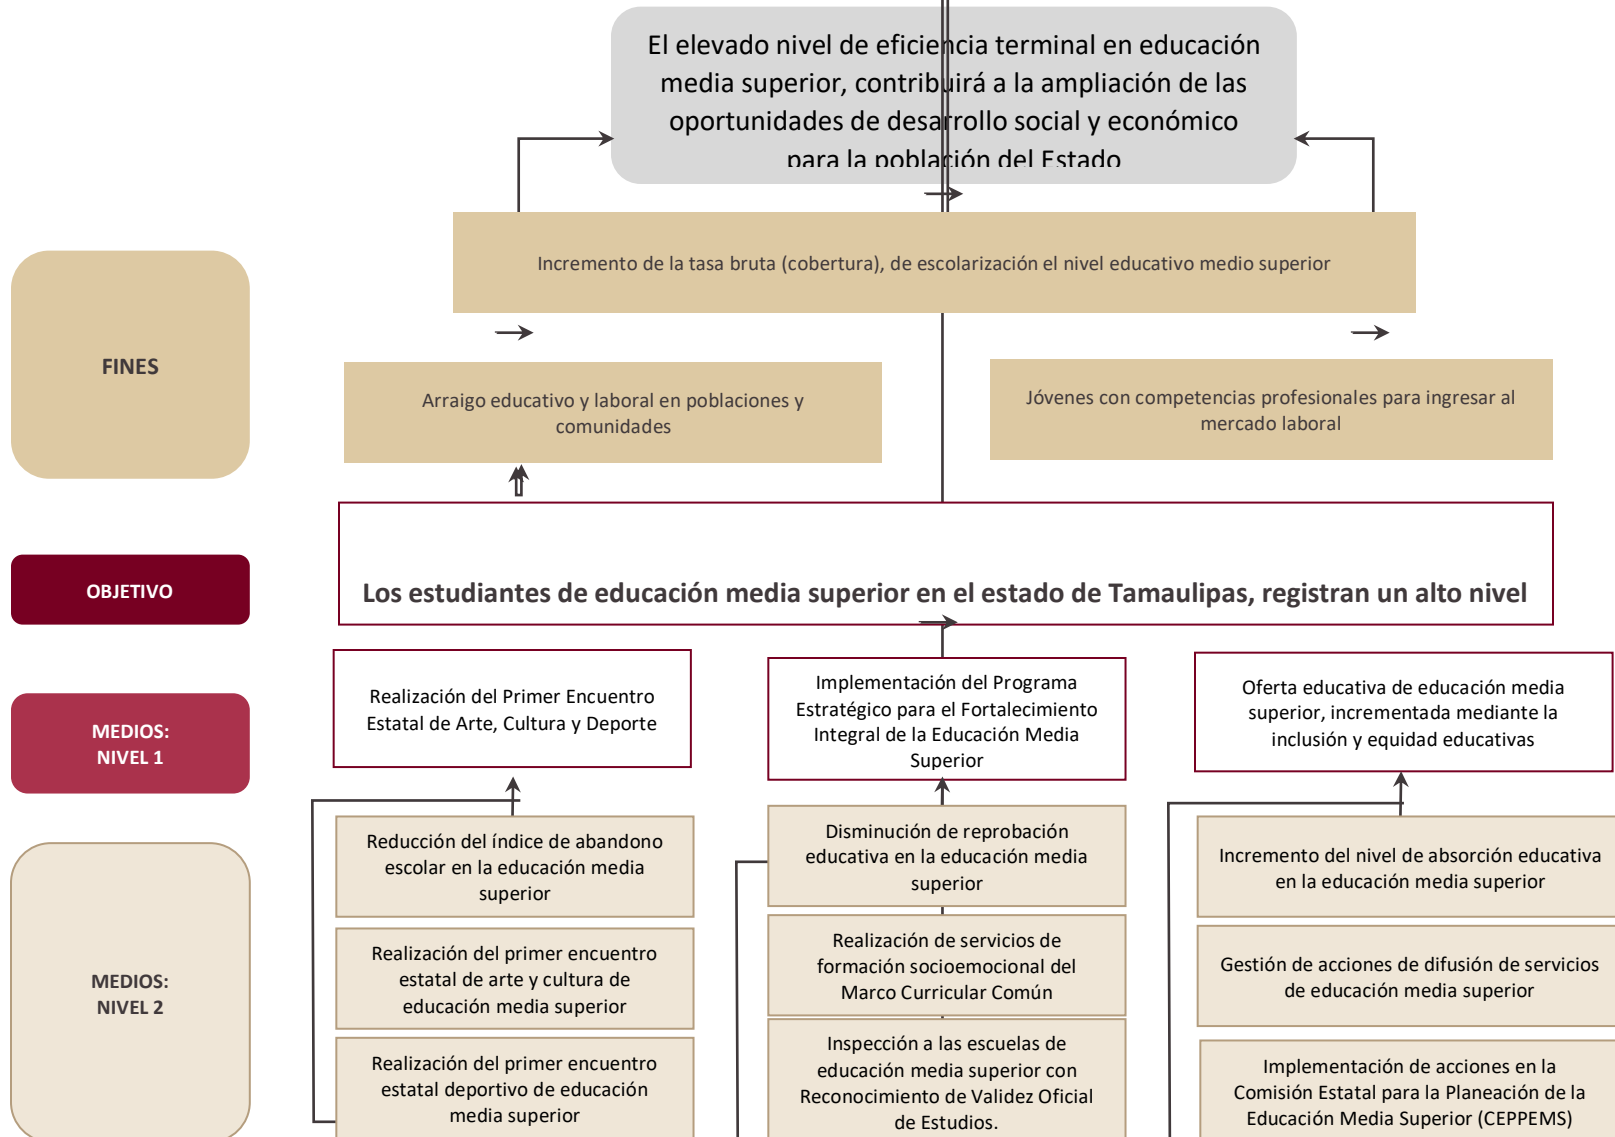 El elevado nivel de eficiencia terminal en educación
media superior, contribuirá a la ampliación de las
oportunidades de desarrollo social y económico
para la población del Estado
Incremento de la tasa bruta (cobertura), de escolarización el nivel educativo medio superior
FINES
Arraigo educativo y laboral en poblaciones y
comunidades
Jóvenes con competencias profesionales para ingresar al
mercado laboral
OBJETIVO
Los estudiantes de educación media superior en el estado de Tamaulipas, registran un alto nivel
MEDIOS:
NIVEL 1
Realización del Primer Encuentro
Estatal de Arte, Cultura y Deporte
Implementación del Programa
Estratégico para el Fortalecimiento
Integral de la Educación Media
Superior
Oferta educativa de educación media
superior, incrementada mediante la
inclusión y equidad educativas
MEDIOS:
NIVEL 2
Reducción del índice de abandono
escolar en la educación media
superior
Disminución de reprobación
educativa en la educación media
superior
Incremento del nivel de absorción educativa
en la educación media superior
Realización del primer encuentro
estatal de arte y cultura de
educación media superior
Realización de servicios de
formación socioemocional del
Marco Curricular Común
Gestión de acciones de difusión de servicios
de educación media superior
Realización del primer encuentro
estatal deportivo de educación
media superior
Inspección a las escuelas de
educación media superior con
Reconocimiento de Validez Oficial
de Estudios.
Implementación de acciones en la
Comisión Estatal para la Planeación de la
Educación Media Superior (CEPPEMS)